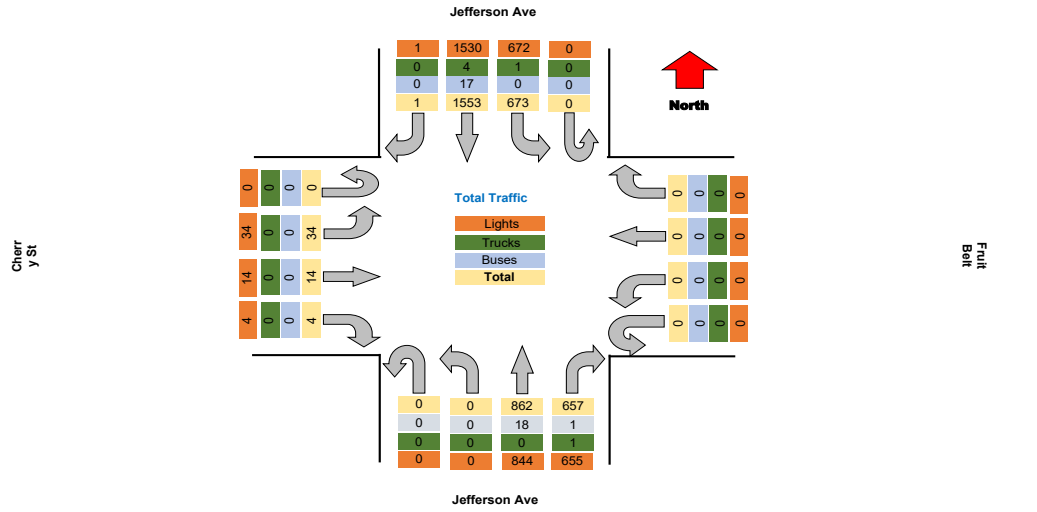 Jefferson Ave
1 1530 672 0
0 4 1 0
0 17 0 0
1 1553 673 0
North
0 0 0 0
34 0 0 34
14 0 0 14
4 0 0 4
Cherr
y St
Total Traffic
Lights
Trucks
Buses
Total
0 0 0 0
0 0 0 0
0 0 0 0
0 0 0 0
Fruit
Belt
0 0 862 657
0 0 18 1
0 0 0 1
0 0 844 655
Jefferson Ave